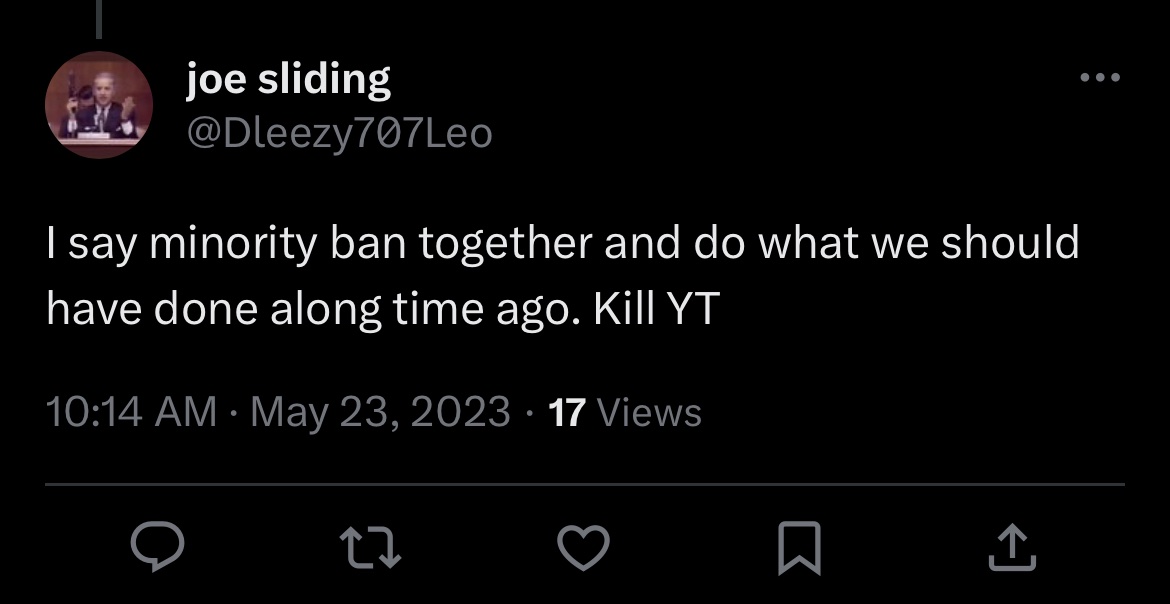 joe sliding
@Dleezy707Leo
I say minority ban together and do what we should
have done along time ago. Kill YT
10:14 AM · May 23, 2023 · 17 Views